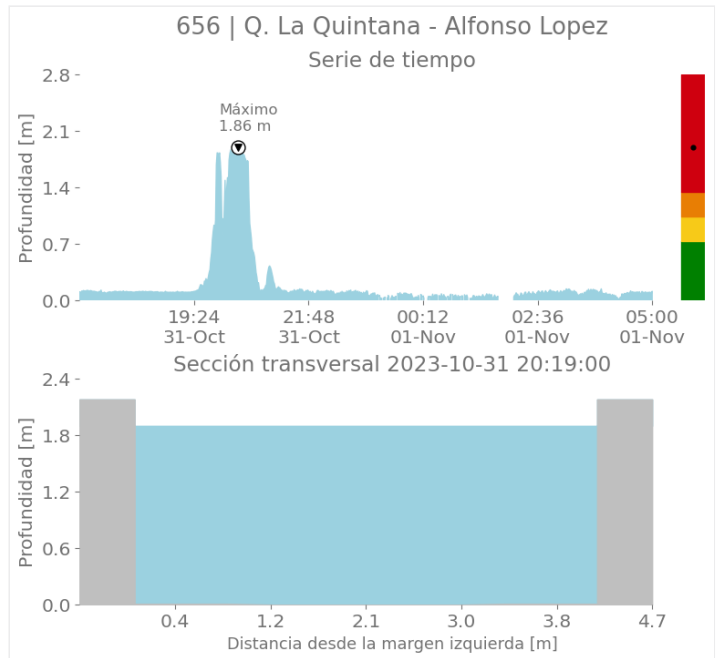 656 | Q. La Quintana - Alfonso Lopez
Serie de tiempo
Profundidad [m]
2.8
2.1
1.4
0.7
0.0
Máximo
1.86 m
19:24 21:48 00:12 02:36 05:00
31-Oct 31-Oct 01-Nov 01-Nov 01-Nov
Sección transversal 2023-10-31 20:19:00
Profundidad [m]
2.4
1.8
1.2
0.6
0.0
0.4 1.2 2.1 3.0 3.8 4.7
Distancia desde la margen izquierda [m]